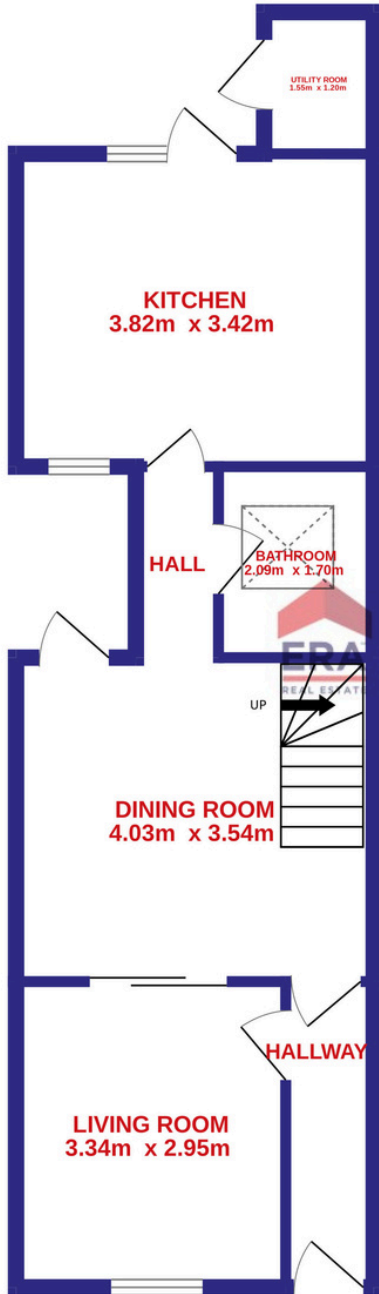 UTILITY ROOM
1.55m x 1.20m
KITCHEN
3.82m x 3.42m
HALL
BATHROOM
2.09m x 1.70m
ERA
REAL ESTATE
UP
DINING ROOM
4.03m x 3.54m
HALLWAY
LIVING ROOM
3.34m x 2.95m